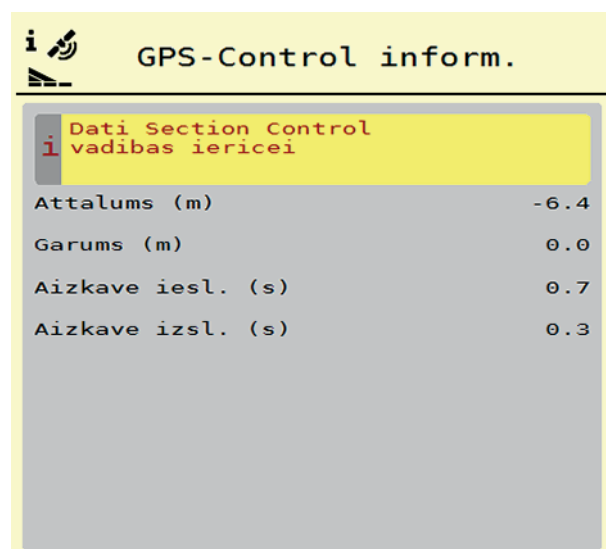 i
GPS-Control inform.
i
Dati Section Control
vadibas iericei
Attalums (m) -6.4
Garums (m) 0.0
Aizkave iesl. (s) 0.7
Aizkave izsl. (s) 0.3